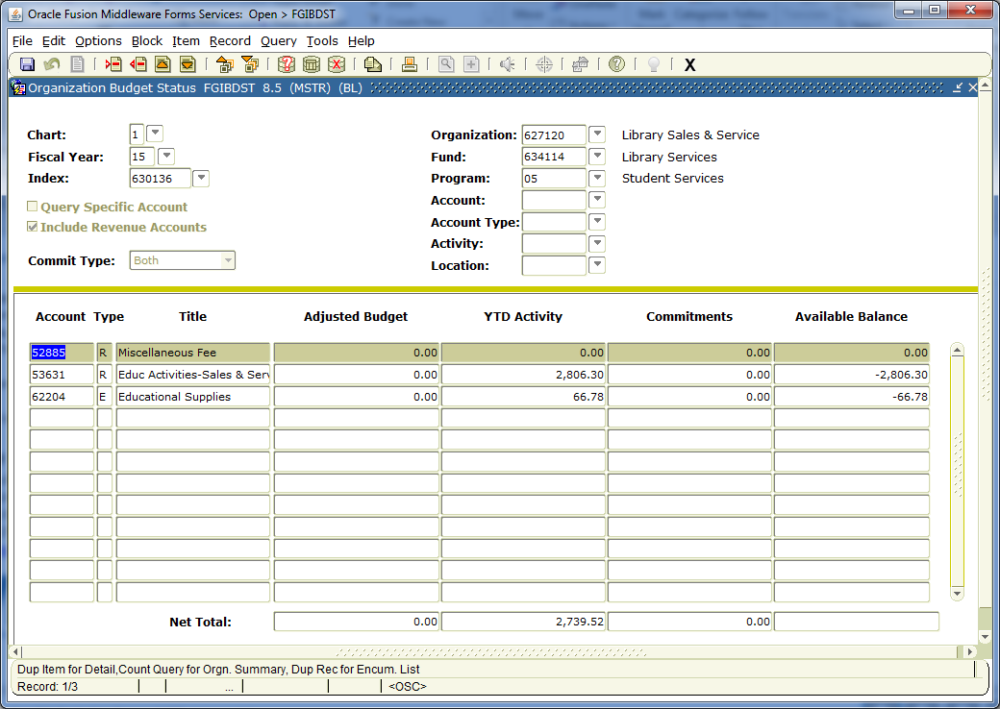 Oracle Fusion Middleware Forms Services: Open > FGIBDST
File Edit Options Block Item Record Query Tools Help
X
Organization Budget Status FGIBDST 8.5 (MSTR) (BL)
Chart: 1 Organization: 627120 Library Sales & Service
Fiscal Year: 15 Fund: 634114 Library Services
Index: 630136 Program: 05 Student Services
Account:
Query Specific Account
Account Type:
Include Revenue Accounts
Activity:
Commit Type: Both
Location:
Account Type Title Adjusted Budget YTD Activity Commitments Available Balance
52885 R Miscellaneous Fee 0.00 0.00 0.00 0.00
53631 R Educ Activities-Sales & Serv 0.00 2,806.30 0.00 -2,806.30
62204 E Educational Supplies 0.00 66.78 0.00 -66.78
Net Total: 0.00 2,739.52 0.00
Dup Item for Detail,Count Query for Orgn. Summary, Dup Rec for Encum. List
Record: 1/3 ... <OSC>